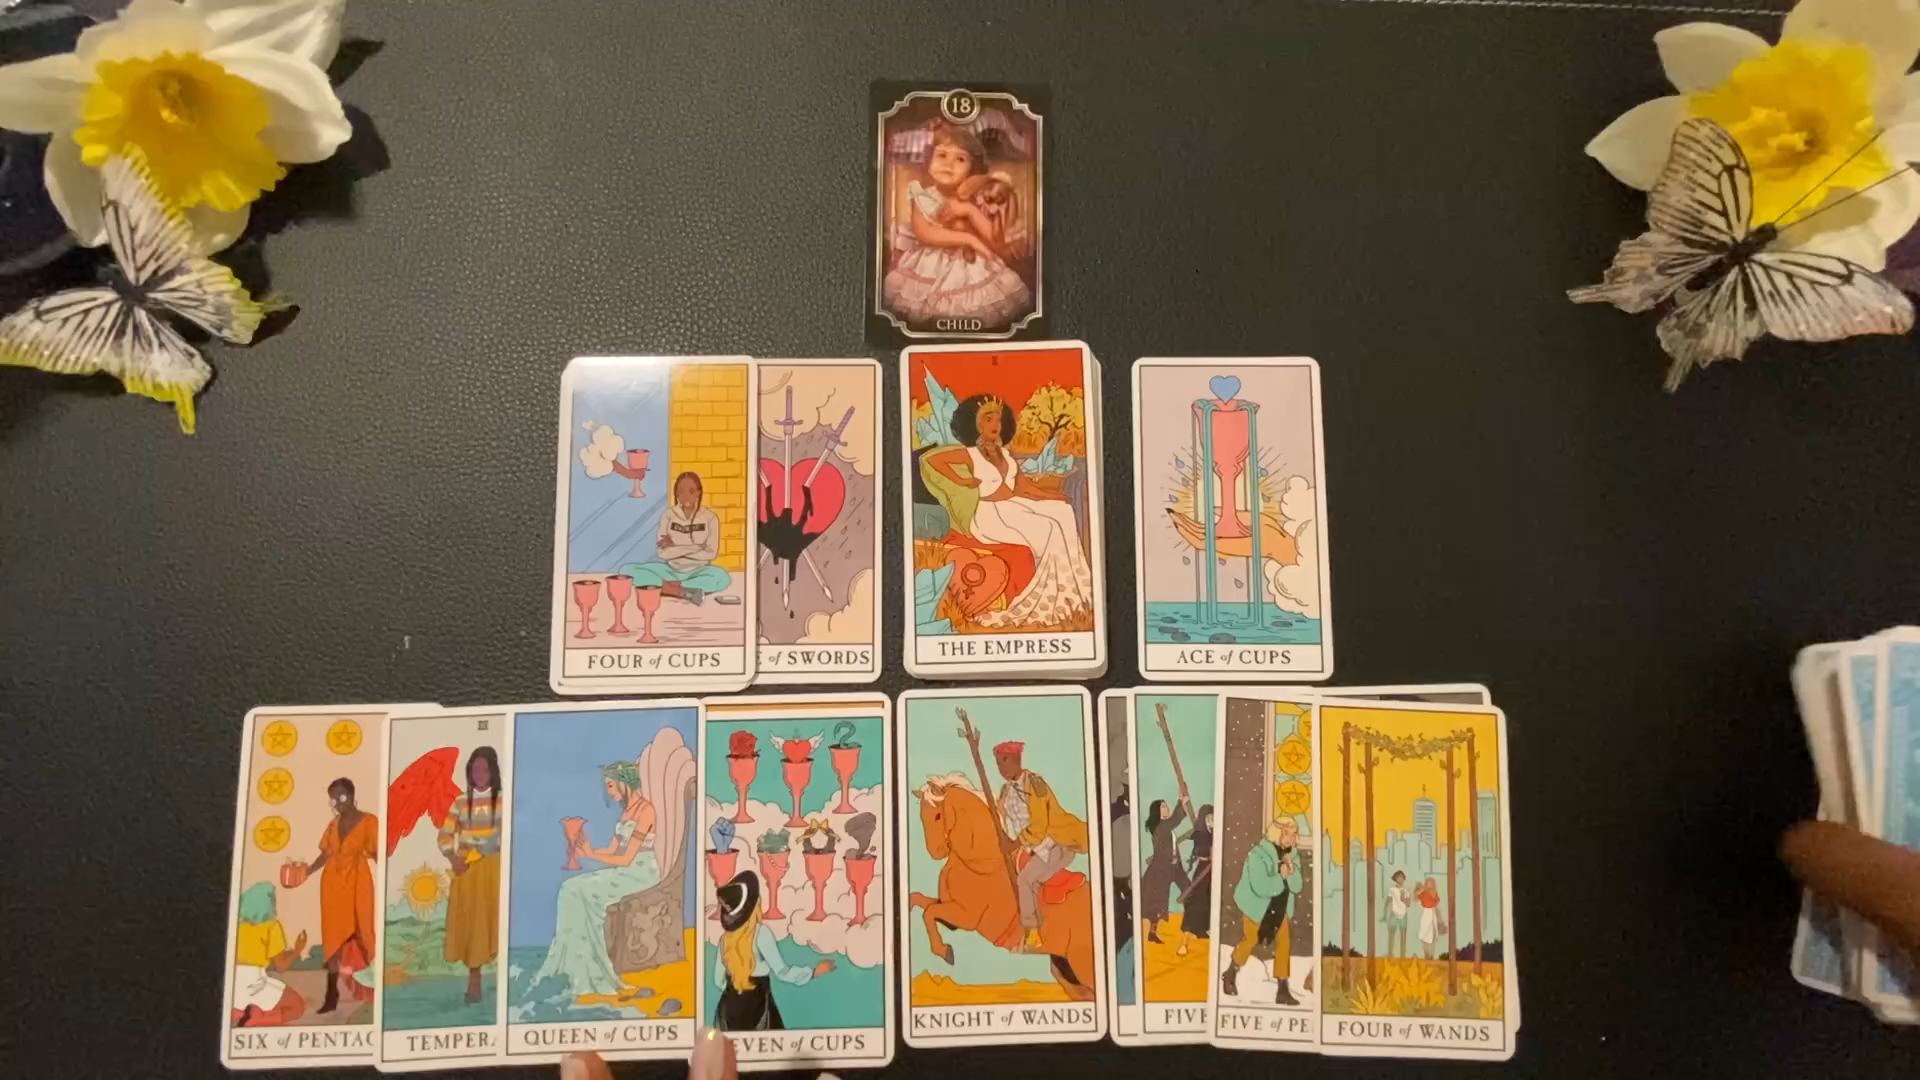 18
CHILD
FOUR of CUPS
E of SWORDS
THE EMPRESS
ACE of CUPS
SIX of PENTAC
TEMPERA
QUEEN of CUPS
EVEN of CUPS
KNIGHT of WANDS
FIVE
FIVE of PE
FOUR of WANDS